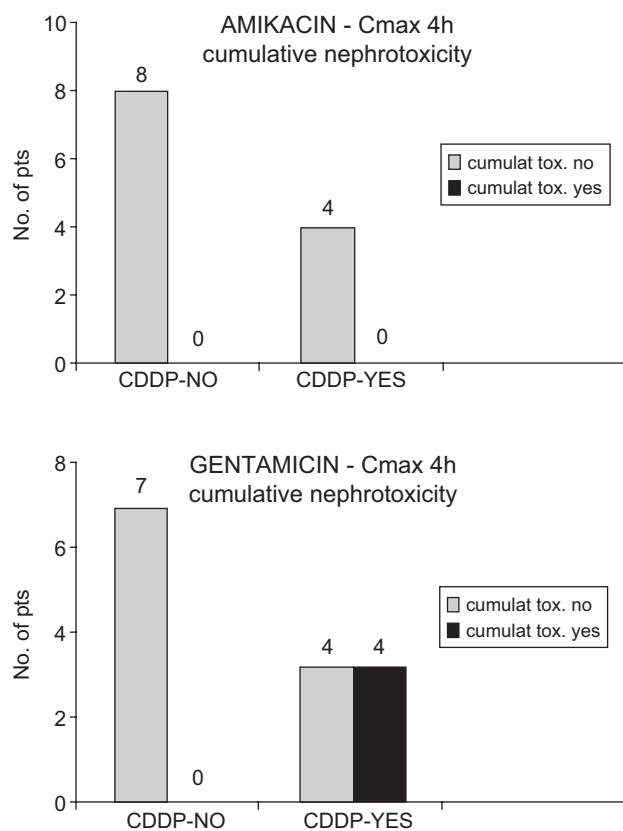 AMIKACIN - Cmax 4h
cumulative nephrotoxicity
10
8
6
4
2
0
No. of pts
8
0
4
0
cumulat tox. no
cumulat tox. yes
CDDP-NO
CDDP-YES
GENTAMICIN - Cmax 4h
cumulative nephrotoxicity
8
6
4
2
0
No. of pts
7
0
4
4
cumulat tox. no
cumulat tox. yes
CDDP-NO
CDDP-YES